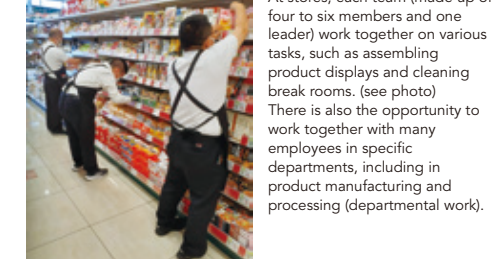 At stores, each team (made up of
four to six members and one
leader) work together on various
tasks, such as assembling
product displays and cleaning
break rooms. (see photo)
There is also the opportunity to
work together with many
employees in specific
departments, including in
product manufacturing and
processing (departmental work).